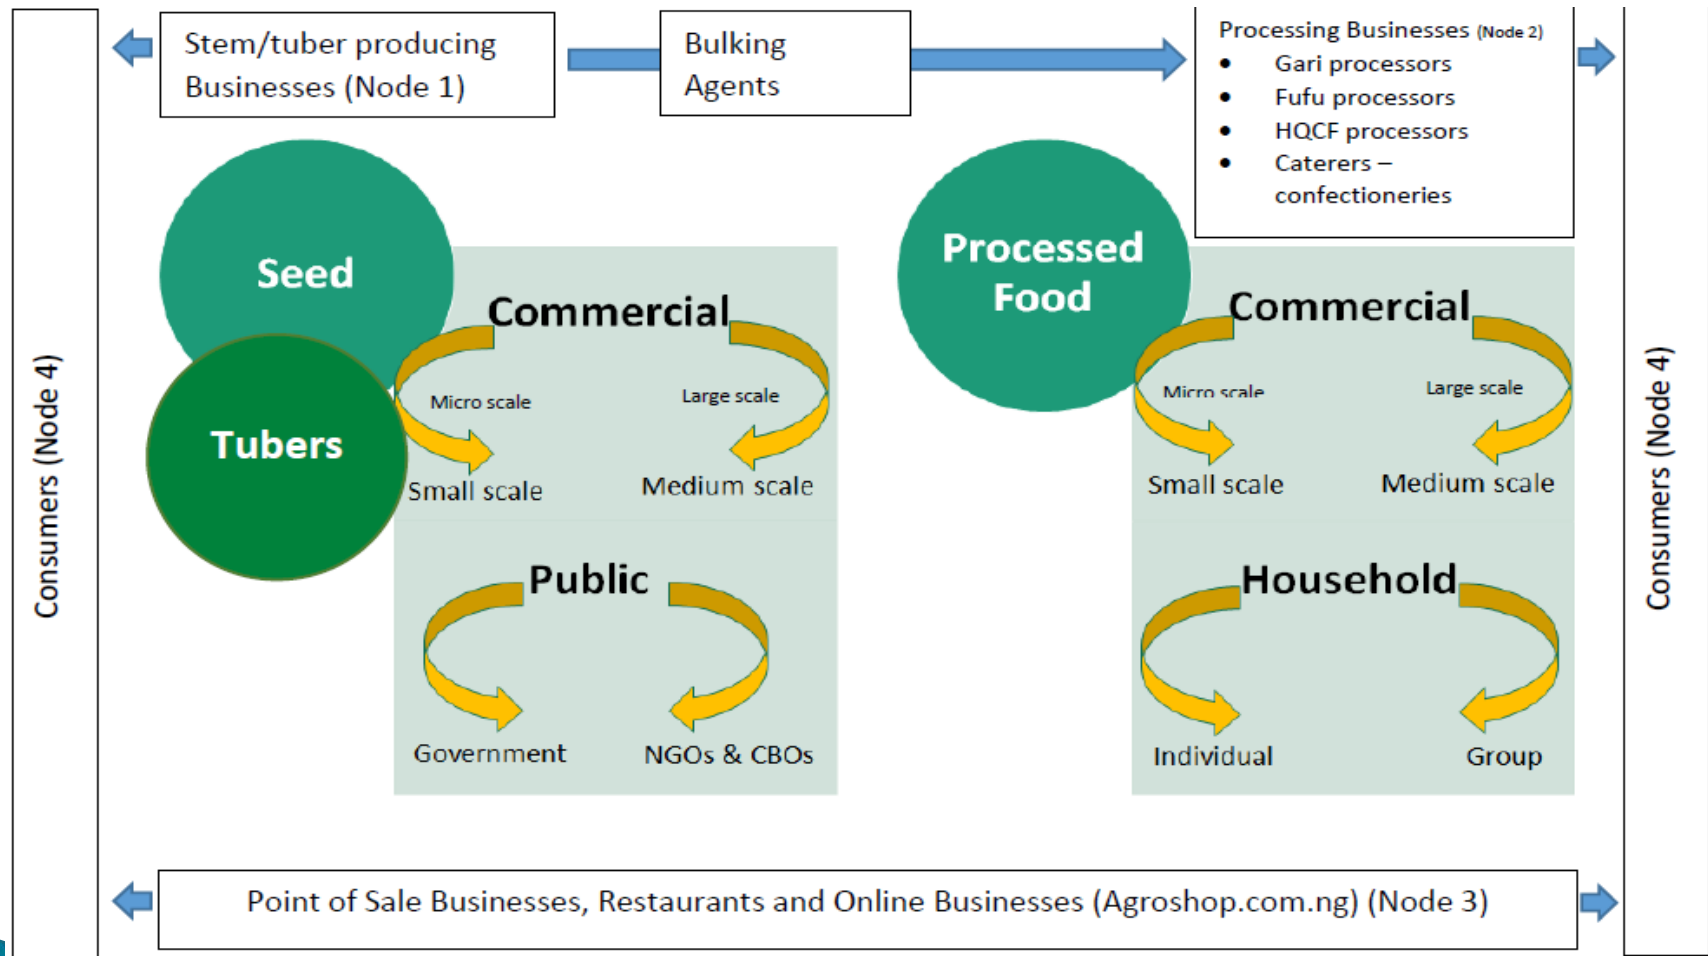 Stem/tuber producing
Businesses (Node 1)
Bulking
Agents
Processing Businesses (Node 2)
• Gari processors
• Fufu processors
• HQCF processors
• Caterers –
confectioneries
Consumers (Node 4)
Seed
Tubers
Commercial
Micro scale
Large scale
Small scale
Medium scale
Public
Government
NGOs & CBOs
Processed
Food
Commercial
Micro scale
Large scale
Small scale
Medium scale
Household
Individual
Group
Consumers (Node 4)
Point of Sale Businesses, Restaurants and Online Businesses (Agroshop.com.ng) (Node 3)